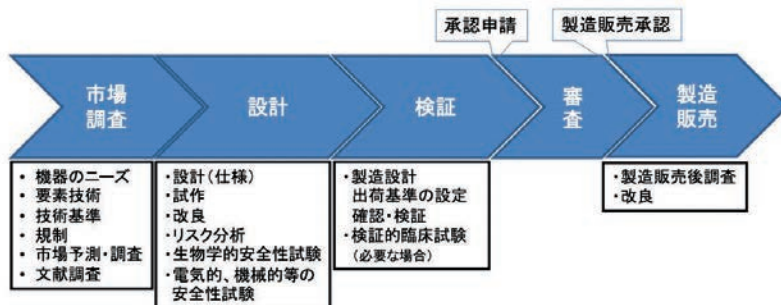 承認申請
製造販売承認
市場
調査
設計
検証
審
査
製造
販売
• 機器のニーズ
• 要素技術
• 技術基準
• 規制
• 市場予測・調査
• 文献調査
・設計(仕様)
・試作
・改良
・リスク分析
・生物学的安全性試験
・電気的、機械的等の
安全性試験
・製造設計
出荷基準の設定
確認・検証
・検証的臨床試験
(必要な場合)
・製造販売後調査
・改良